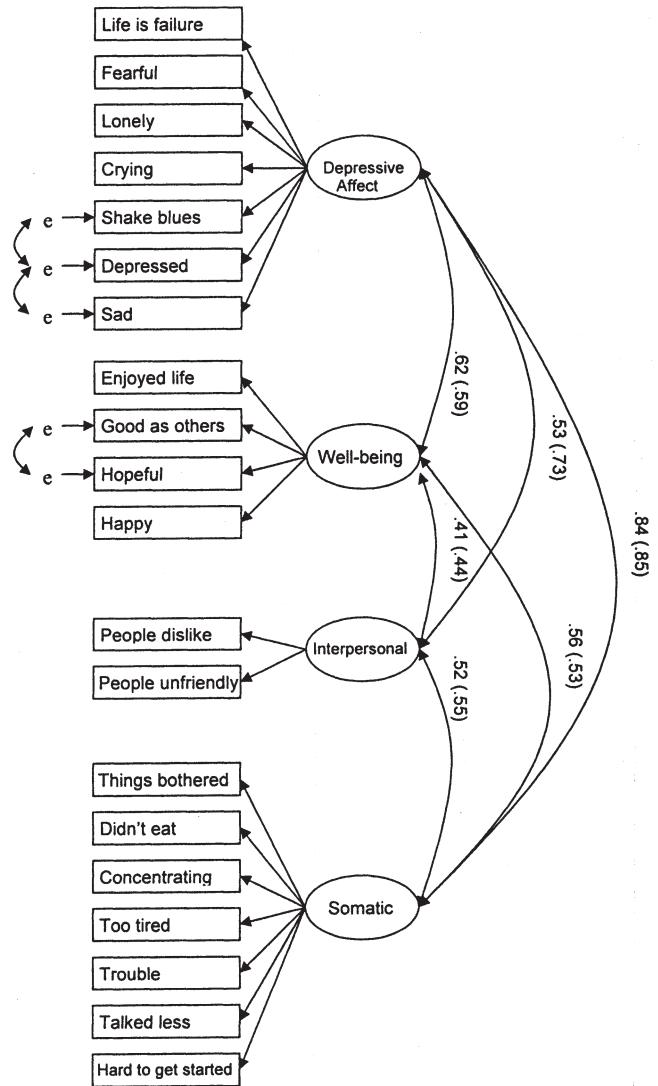 Life is failure
Fearful
Lonely
Crying
e
Shake blues
e
Depressed
e
Sad
Depressive
Affect
Enjoyed life
e
Good as others
e
Hopeful
Happy
Well-being
People dislike
People unfriendly
Interpersonal
Things bothered
Didn't eat
Concentrating
Too tired
Trouble
Talked less
Hard to get started
Somatic
.62 (.59)
.53 (.73)
.84 (.85)
.41 (.44)
.56 (.53)
.52 (.55)